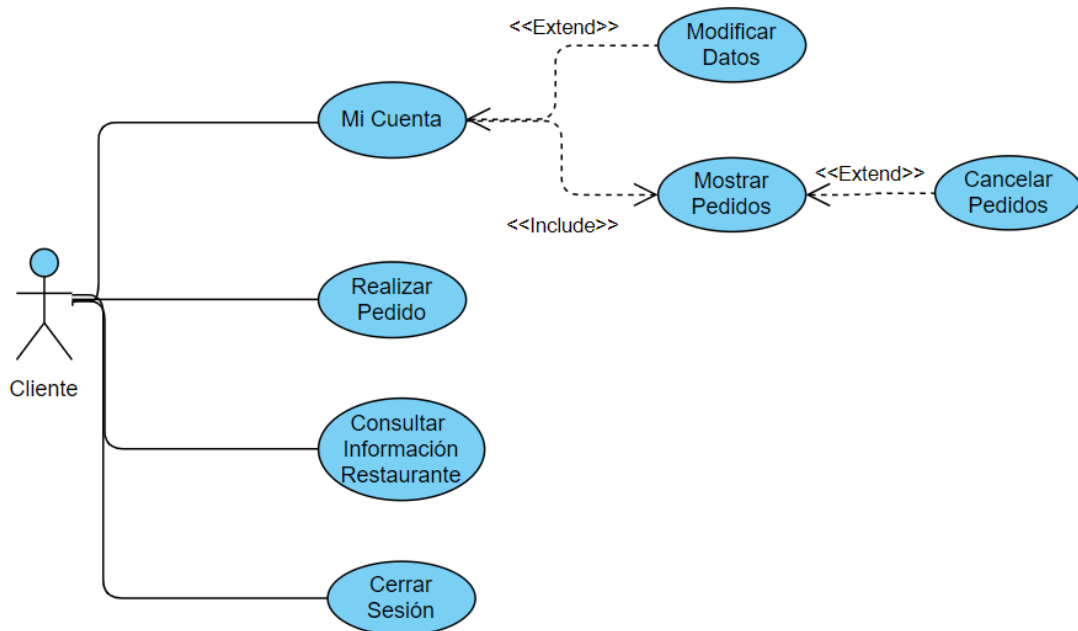 <<Extend>>
Modificar
Datos
Mi Cuenta
Mostrar
Pedidos
<<Extend>>
Cancelar
Pedidos
<<Include>>
Realizar
Pedido
Cliente
Consultar
Información
Restaurante
Cerrar
Sesión